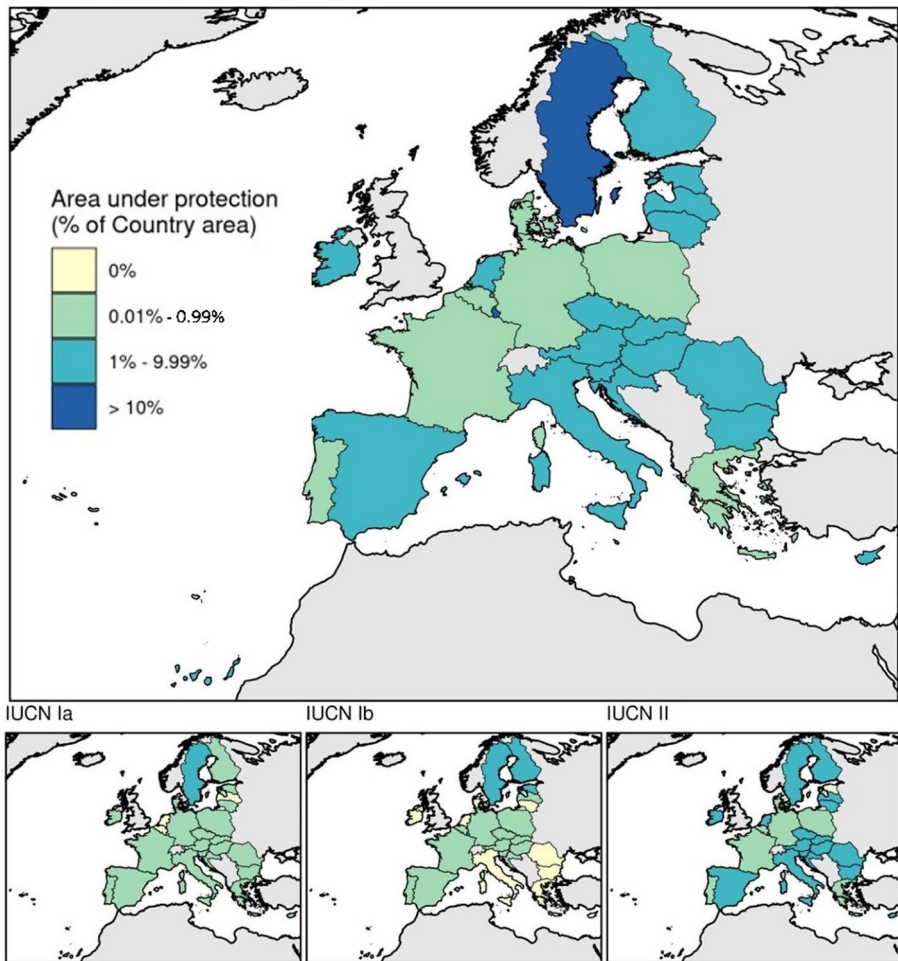 Area under protection
(% of Country area)
0%
0.01% - 0.99%
1% - 9.99%
> 10%
IUCN Ia
IUCN Ib
IUCN II